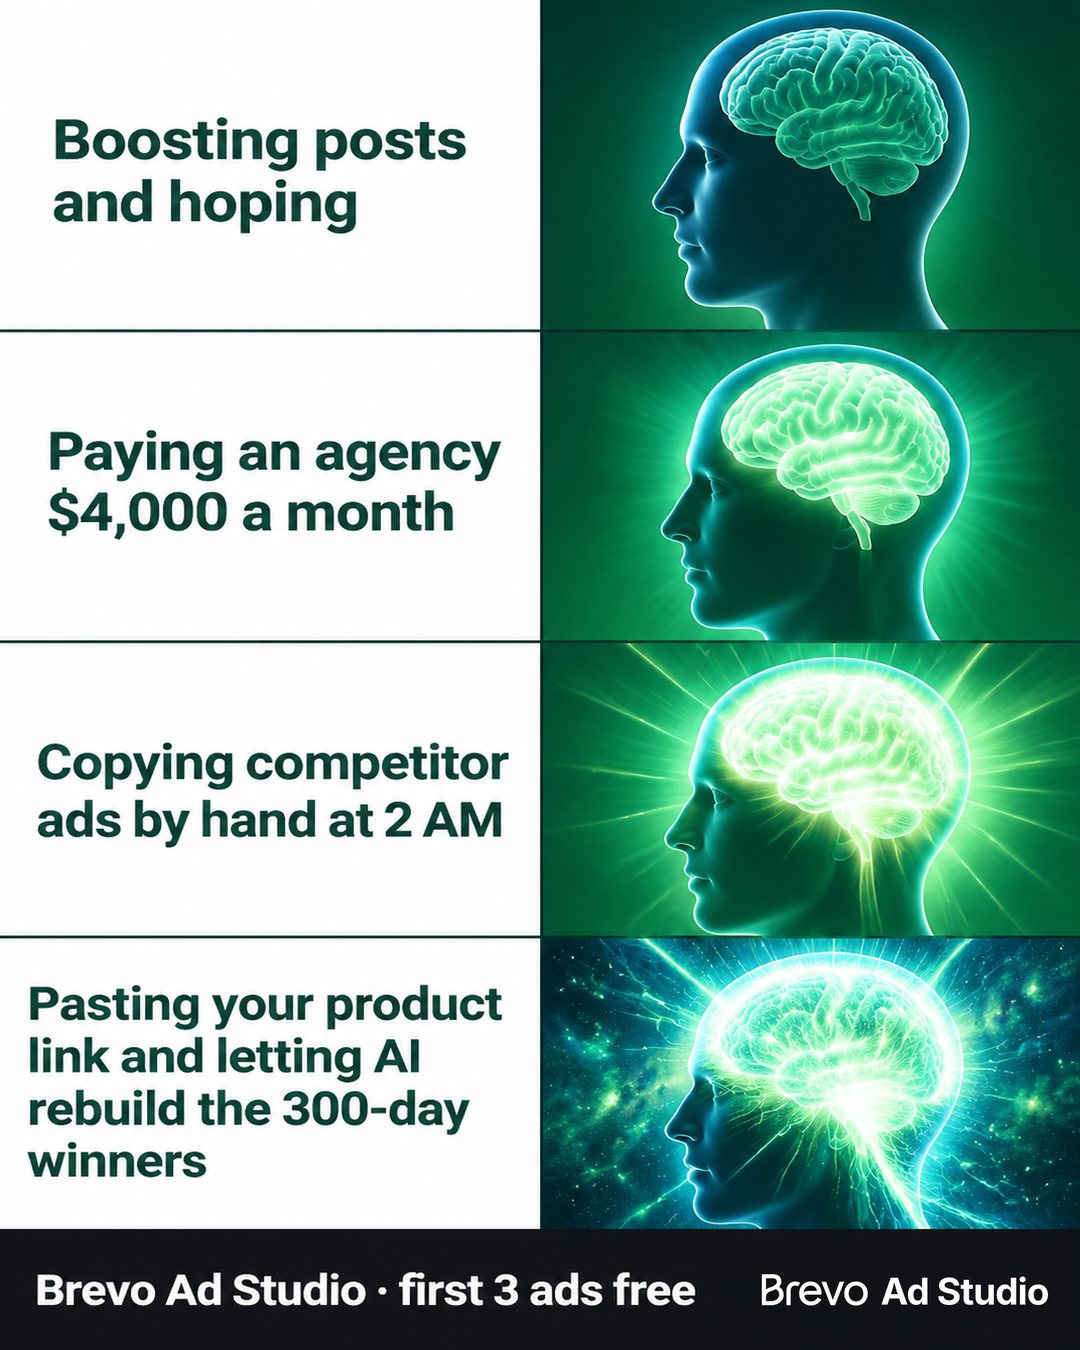 Boosting posts
and hoping
Paying an agency
$4,000 a month
Copying competitor
ads by hand at 2 AM
Pasting your product
link and letting AI
rebuild the 300-day
winners
Brevo Ad Studio · first 3 ads free
Brevo Ad Studio